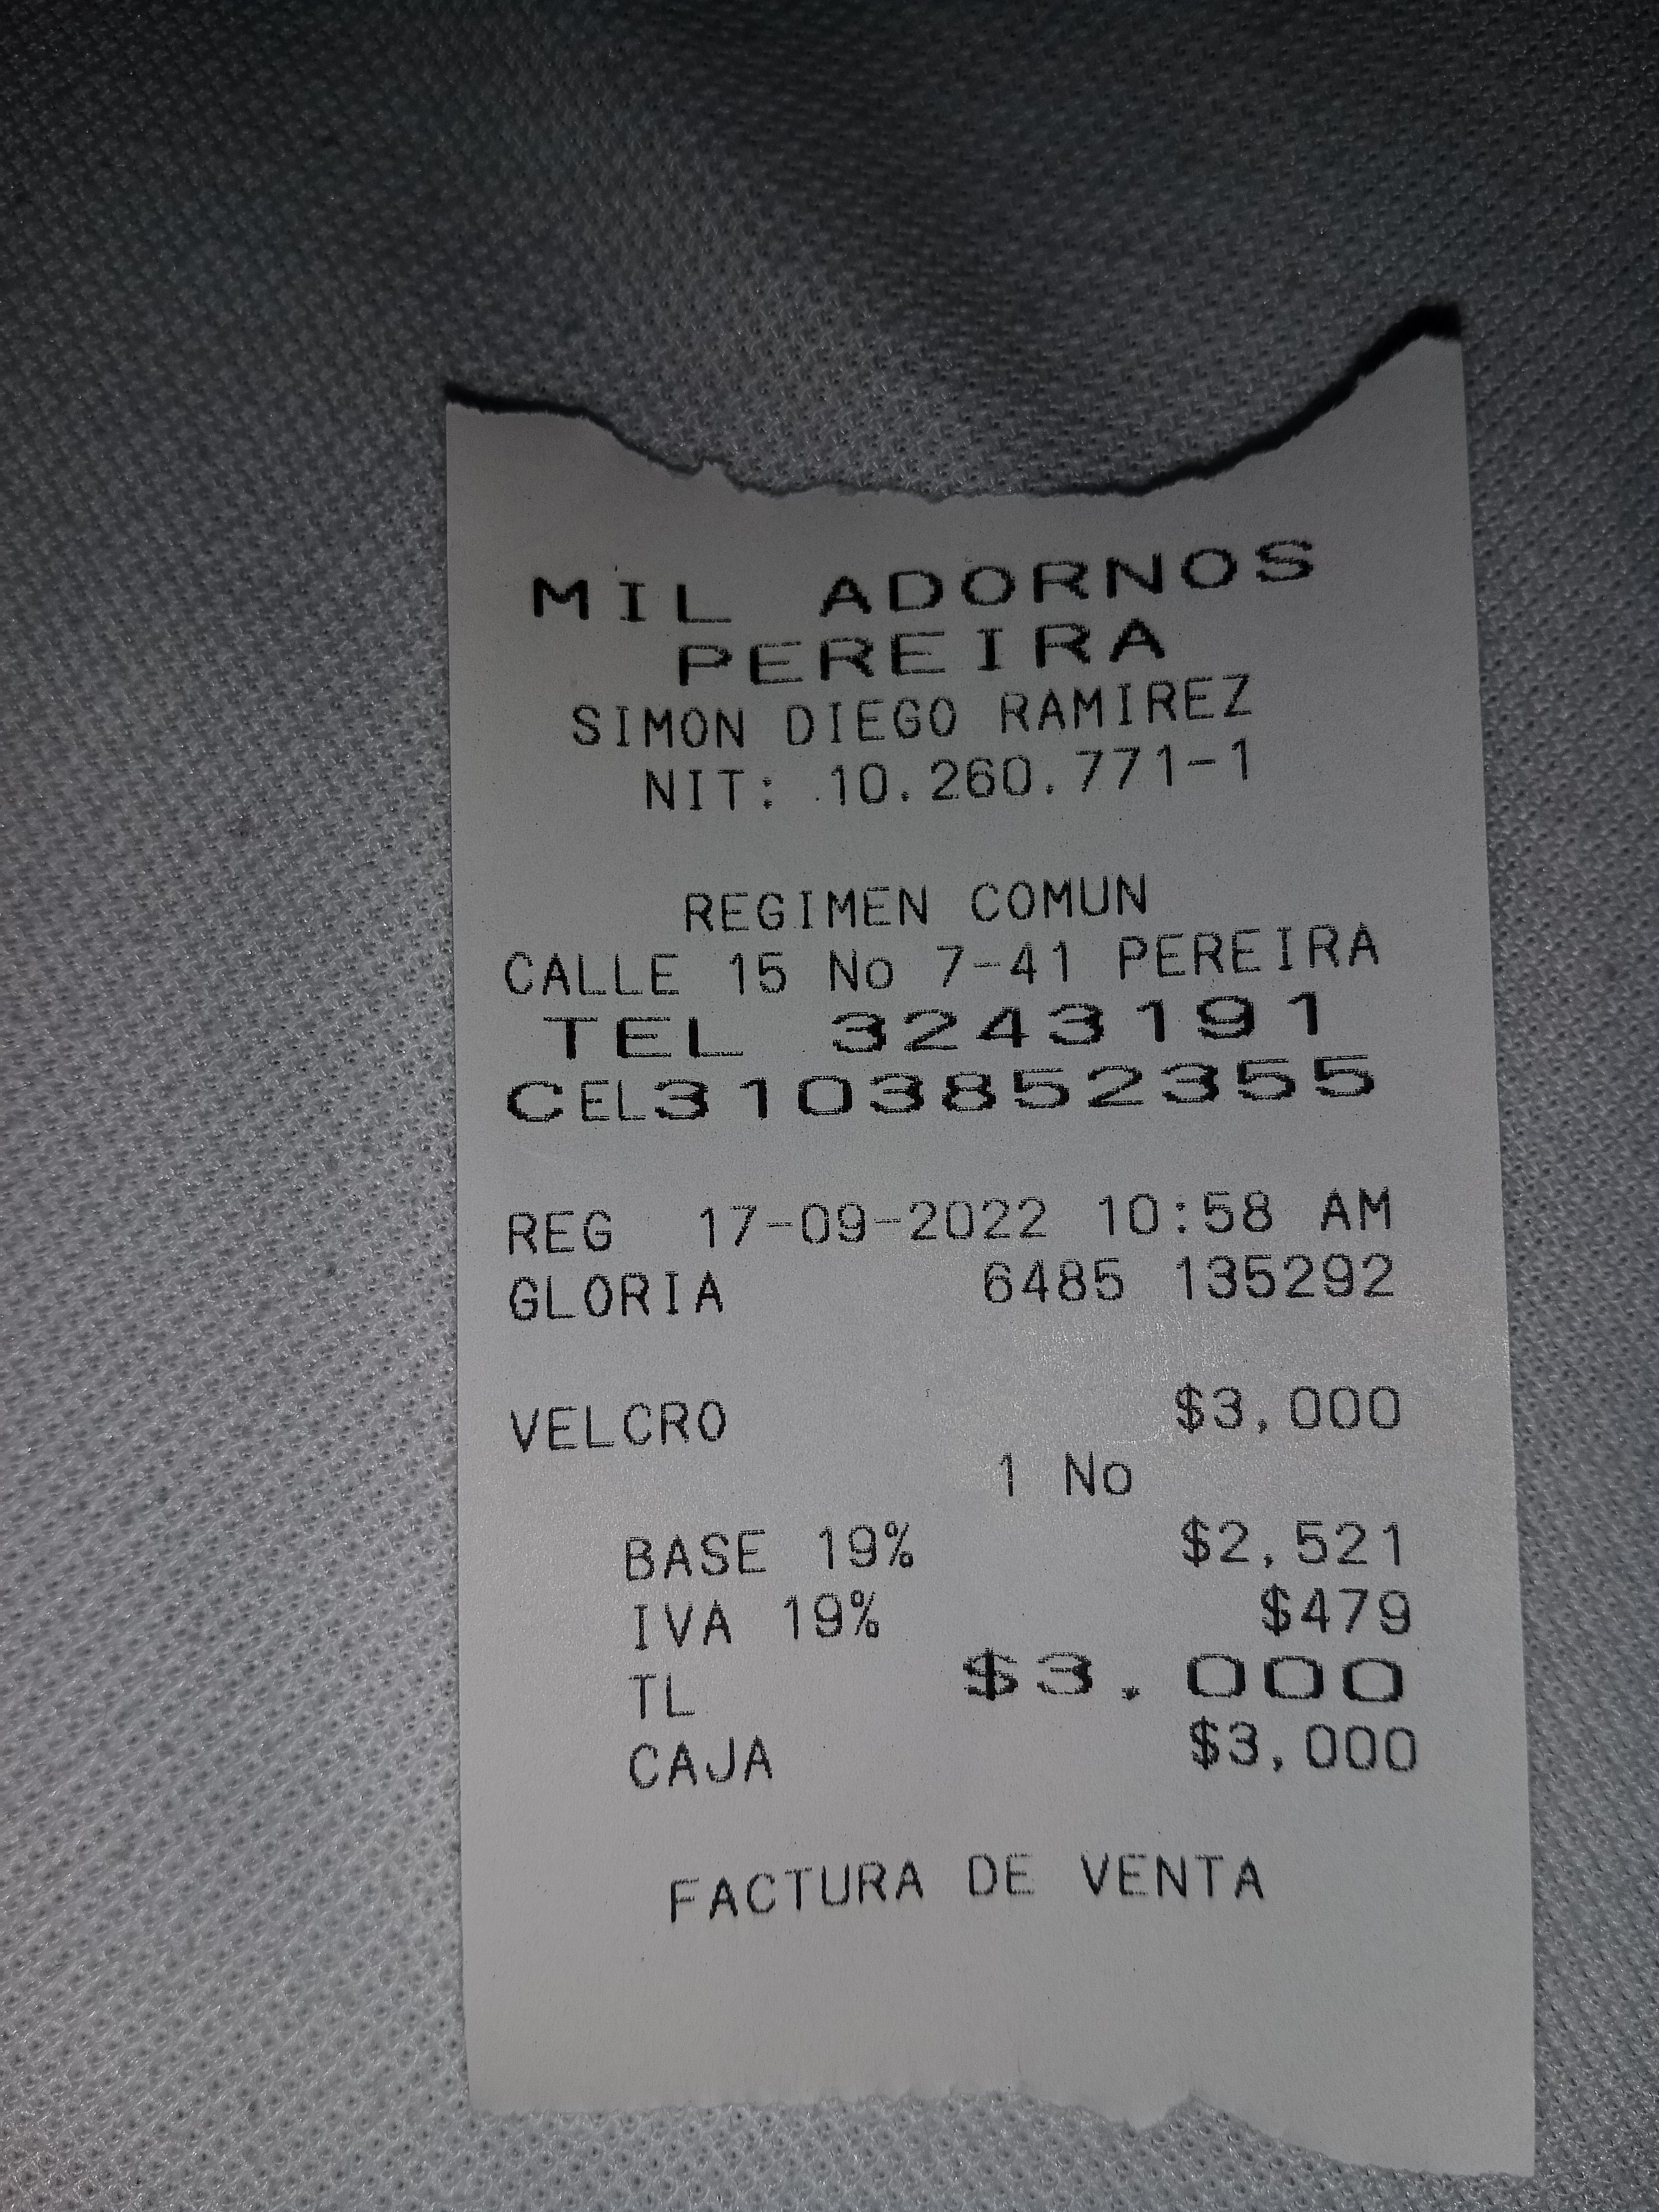 MIL ADORNOS
PEREIRA
SIMON DIEGO RAMIREZ
NIT: 10.260.771-1
REGIMEN COMUN
CALLE 15 No 7-41 PEREIRA
TEL 3243191
CEL3103852355
REG 17-09-2022 10:58 AM
GLORIA 6485 135292
VELCRO $3,000
1 No
BASE 19% $2,521
IVA 19% $479
TL $3.000
CAJA $3,000
FACTURA DE VENTA